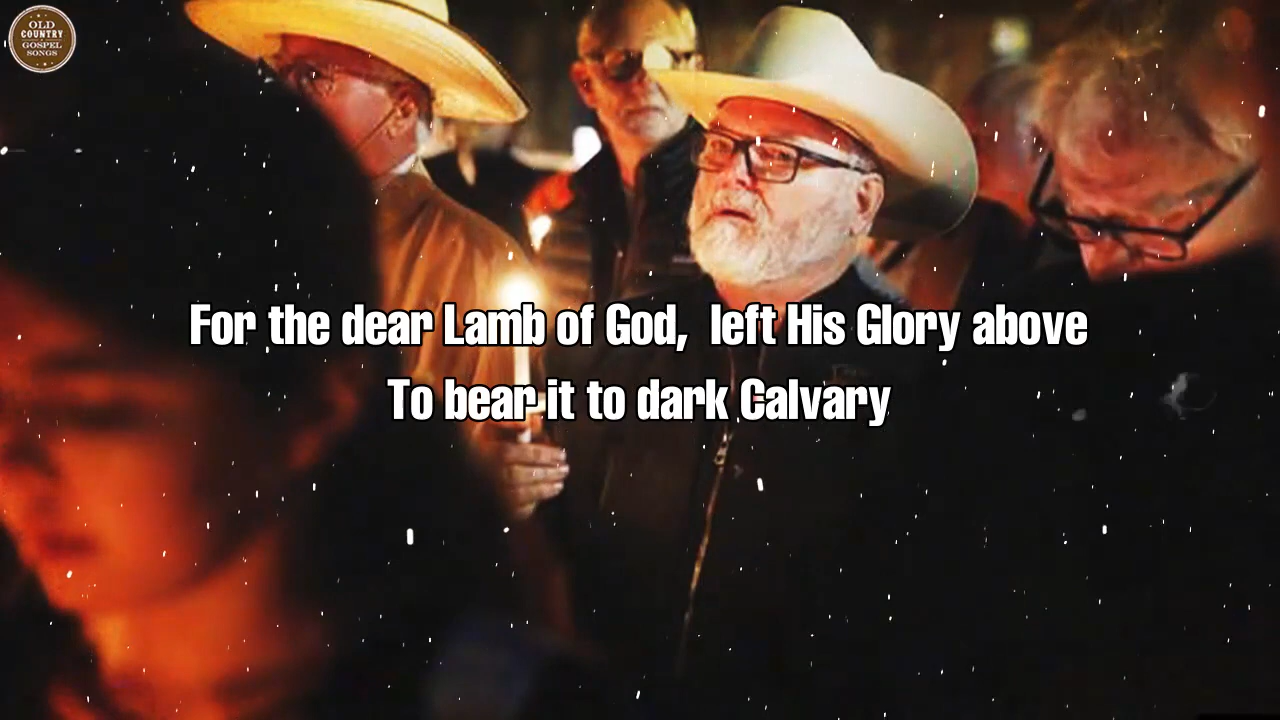 OLD
COUNTRY
GOSPEL
SONGS
For the dear Lamb of God,  left His Glory above
To bear it to dark Calvary